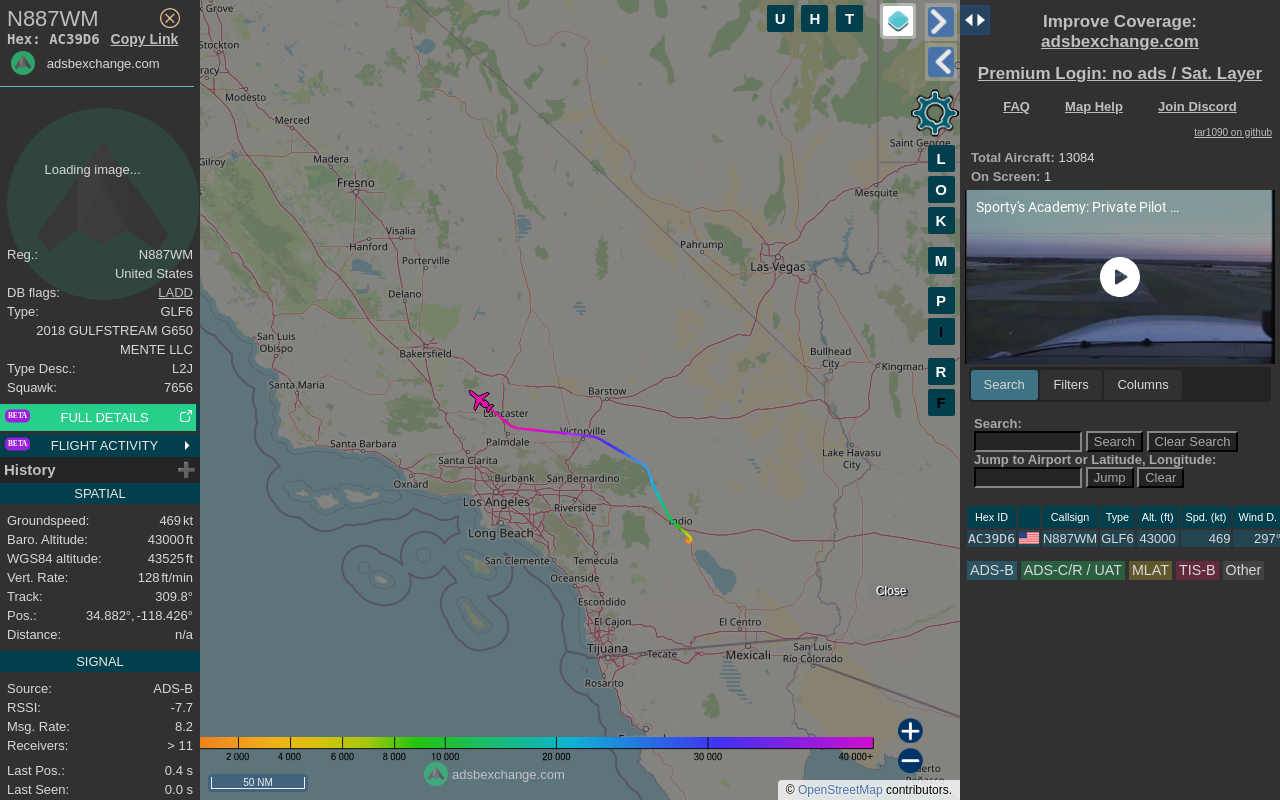 N887WM
Hex: AC39D6 Copy Link
adsbexchange.com
Loading image...
Reg.: N887WM
United States
DB flags: LADD
Type: GLF6
2018 GULFSTREAM G650
MENTE LLC
Type Desc.: L2J
Squawk: 7656
BETA FULL DETAILS
BETA FLIGHT ACTIVITY
History
SPATIAL
Groundspeed: 469 kt
Baro. Altitude: 43000 ft
WGS84 altitude: 43525 ft
Vert. Rate: 128 ft/min
Track: 309.8°
Pos.: 34.882°, -118.426°
Distance: n/a
SIGNAL
Source: ADS-B
RSSI: -7.7
Msg. Rate: 8.2
Receivers: > 11
Last Pos.: 0.4 s
Last Seen: 0.0 s
Grove
Stockton
Modesto
Merced
Gilroy
Madera
Fresno
Visalia
Hanford
Porterville
Delano
San Luis
Obispo
Bakersfield
Santa Maria
Lancaster
Palmdale
Santa Barbara
Santa Clarita
Oxnard
Burbank
San Bernardino
Los Angeles
Riverside
Long Beach
San Clemente
Temecula
Oceanside
Escondido
El Cajon
Tijuana
Tecate
Rosarito
Barstow
Victorville
Indio
El Centro
Mexicali
San Luis
Río Colorado
Saint George
Mesquite
Pahrump
Las Vegas
Bullhead
City
Kingman
Lake Havasu
City
Puerto
Peñasco
U H T
L
O
K
M
P
I
R
F
Close
2 000 4 000 6 000 8 000 10 000 20 000 30 000 40 000+
50 NM
adsbexchange.com
© OpenStreetMap contributors.
Improve Coverage:
adsbexchange.com
Premium Login: no ads / Sat. Layer
FAQ Map Help Join Discord
tar1090 on github
Total Aircraft: 13084
On Screen: 1
Sporty's Academy: Private Pilot ...
Search Filters Columns
Search:
Search Clear Search
Jump to Airport or Latitude, Longitude:
Jump Clear
Hex ID Callsign Type Alt. (ft) Spd. (kt) Wind D.
AC39D6 N887WM GLF6 43000 469 297°
ADS-B ADS-C/R / UAT MLAT TIS-B Other